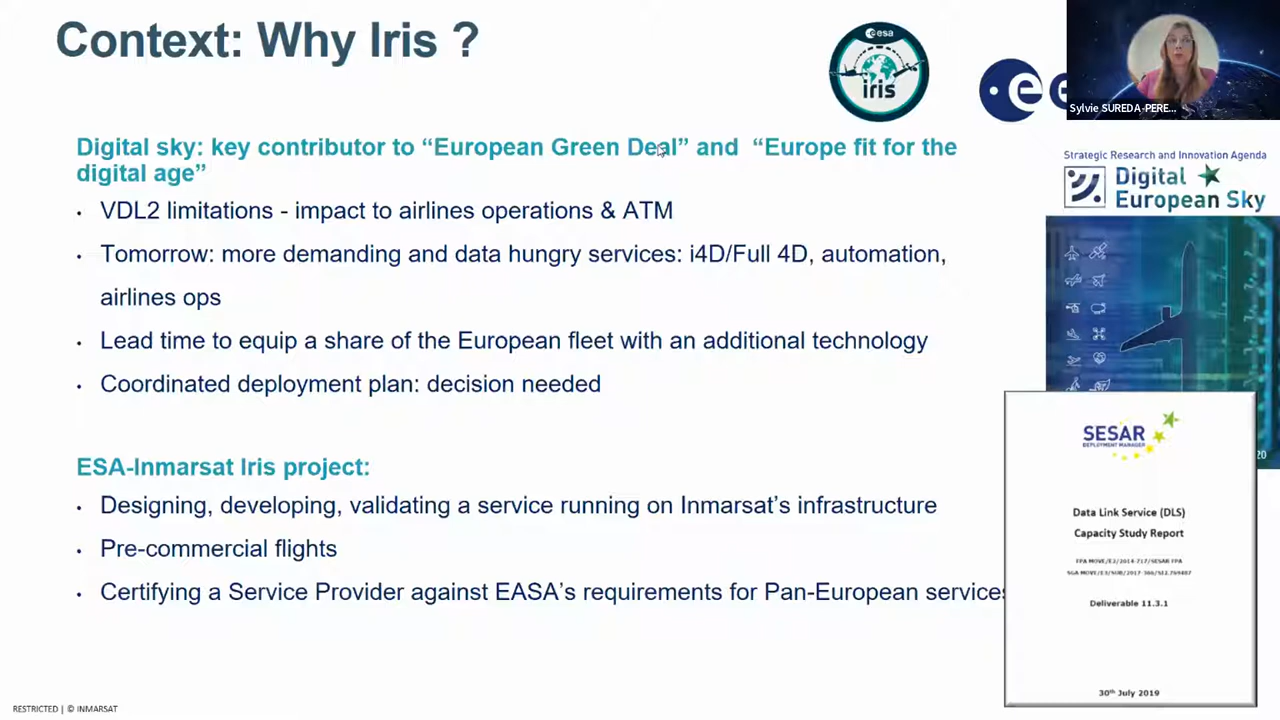 Context: Why Iris ?
esa
iris
Sylvie SUREDA-PERE...
Digital sky: key contributor to “European Green Deal” and “Europe fit for the
digital age”
• VDL2 limitations - impact to airlines operations & ATM
• Tomorrow: more demanding and data hungry services: i4D/Full 4D, automation,
airlines ops
• Lead time to equip a share of the European fleet with an additional technology
• Coordinated deployment plan: decision needed
ESA-Inmarsat Iris project:
• Designing, developing, validating a service running on Inmarsat’s infrastructure
• Pre-commercial flights
• Certifying a Service Provider against EASA’s requirements for Pan-European services
Strategic Research and Innovation Agenda
Digital
European Sky
20
SESAR
DEPLOYMENT MANAGER
Data Link Service (DLS)
Capacity Study Report
Deliverable 11.3.1
30th July 2019
RESTRICTED | © INMARSAT